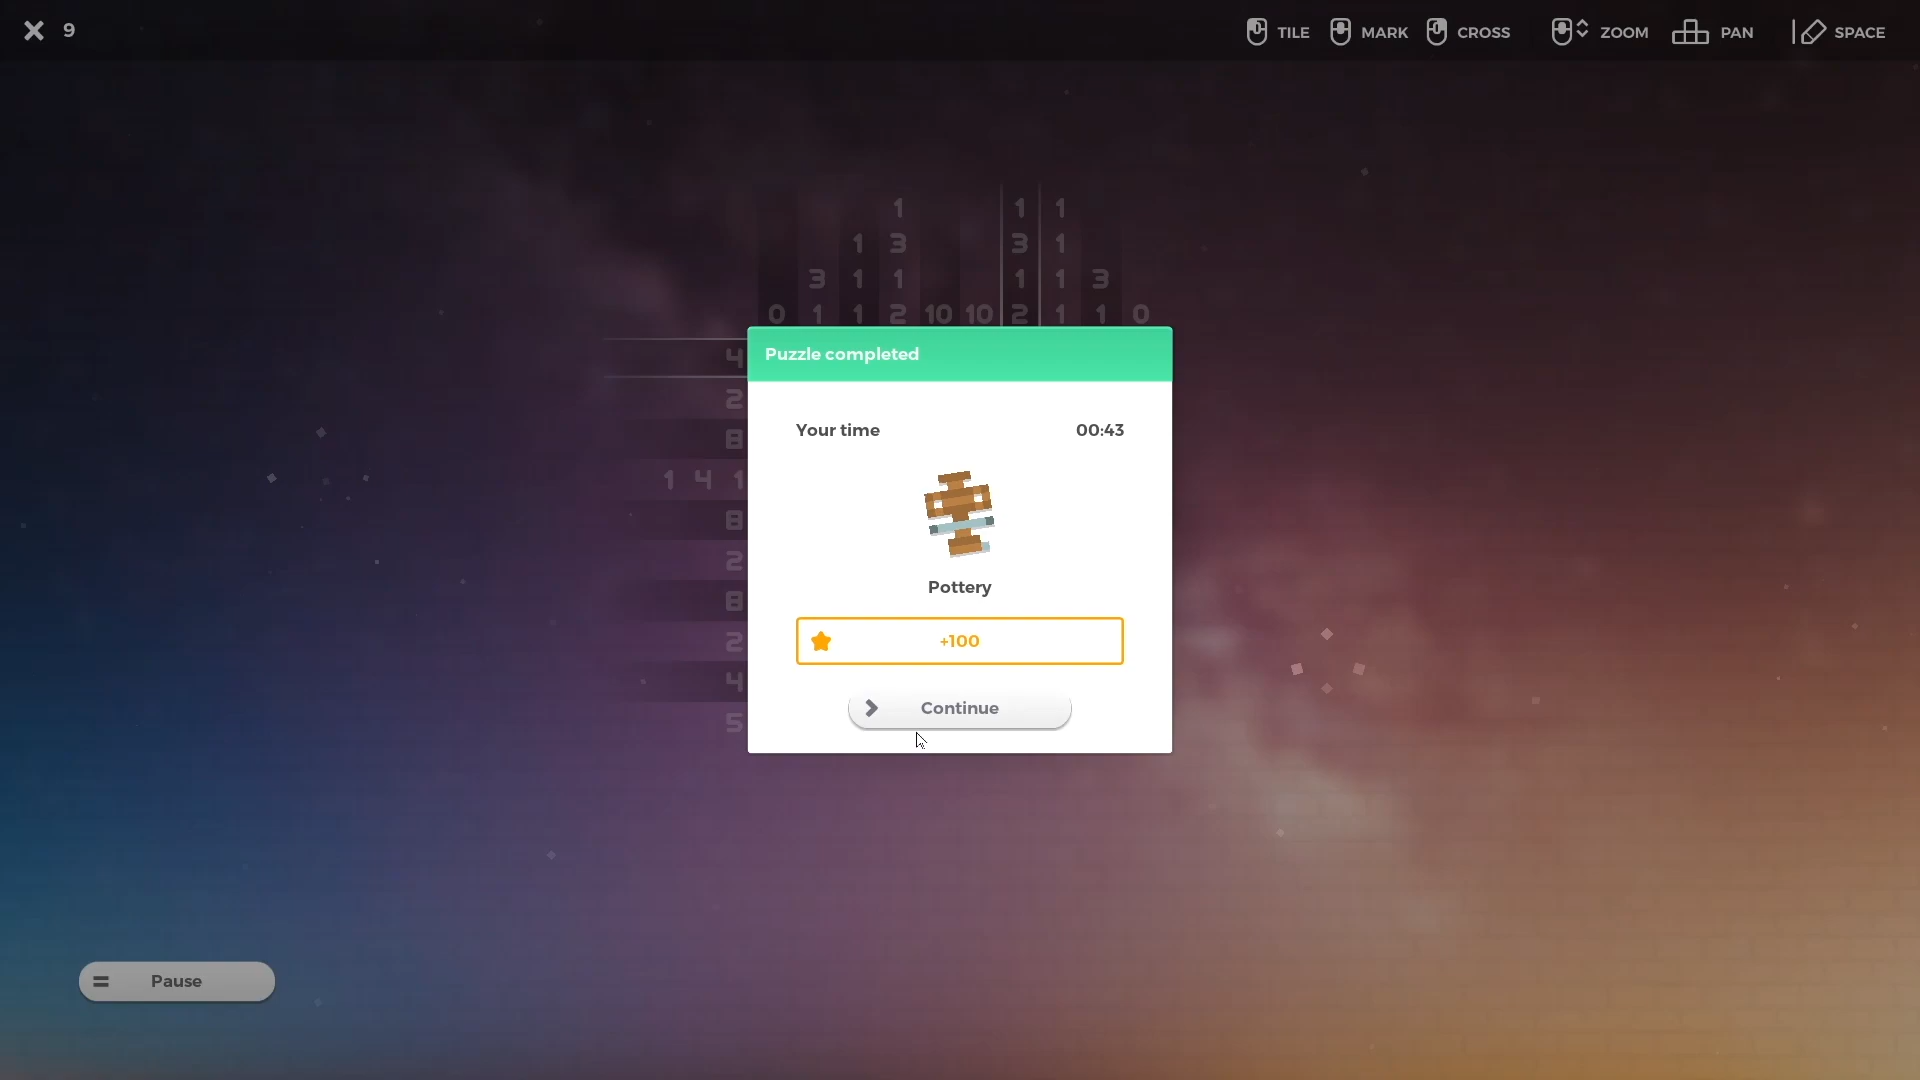 9
TILE MARK CROSS ZOOM PAN SPACE
1 1 1
1 3 3 1
3 1 1 1 1 3
0 1 1 2 10 10 2 1 1 0
4
2
8
1 4 1
8
2
8
2
4
5
Puzzle completed
Your time 00:43
Pottery
+100
Continue
Pause